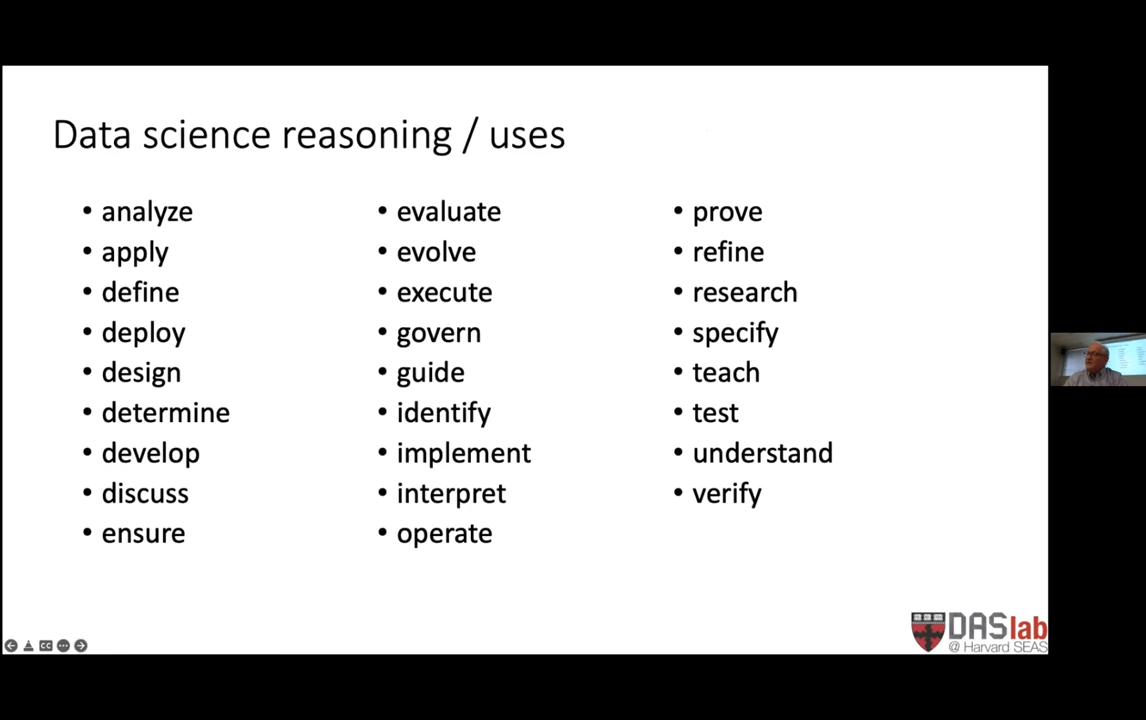 Data science reasoning / uses
• analyze
• apply
• define
• deploy
• design
• determine
• develop
• discuss
• ensure
• evaluate
• evolve
• execute
• govern
• guide
• identify
• implement
• interpret
• operate
• prove
• refine
• research
• specify
• teach
• test
• understand
• verify
DASlab
@ Harvard SEAS
CC